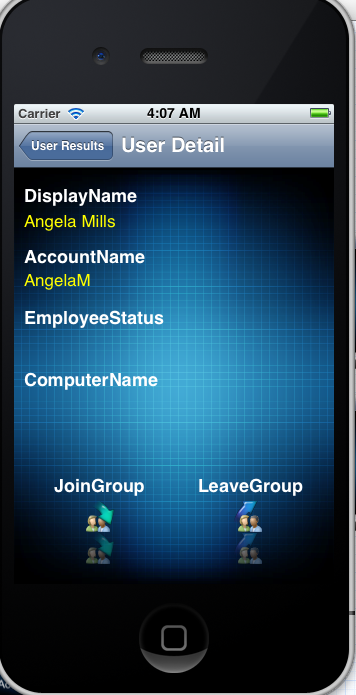 Carrier 4:07 AM
User Results User Detail
DisplayName
Angela Mills
AccountName
AngelaM
EmployeeStatus
ComputerName
JoinGroup LeaveGroup